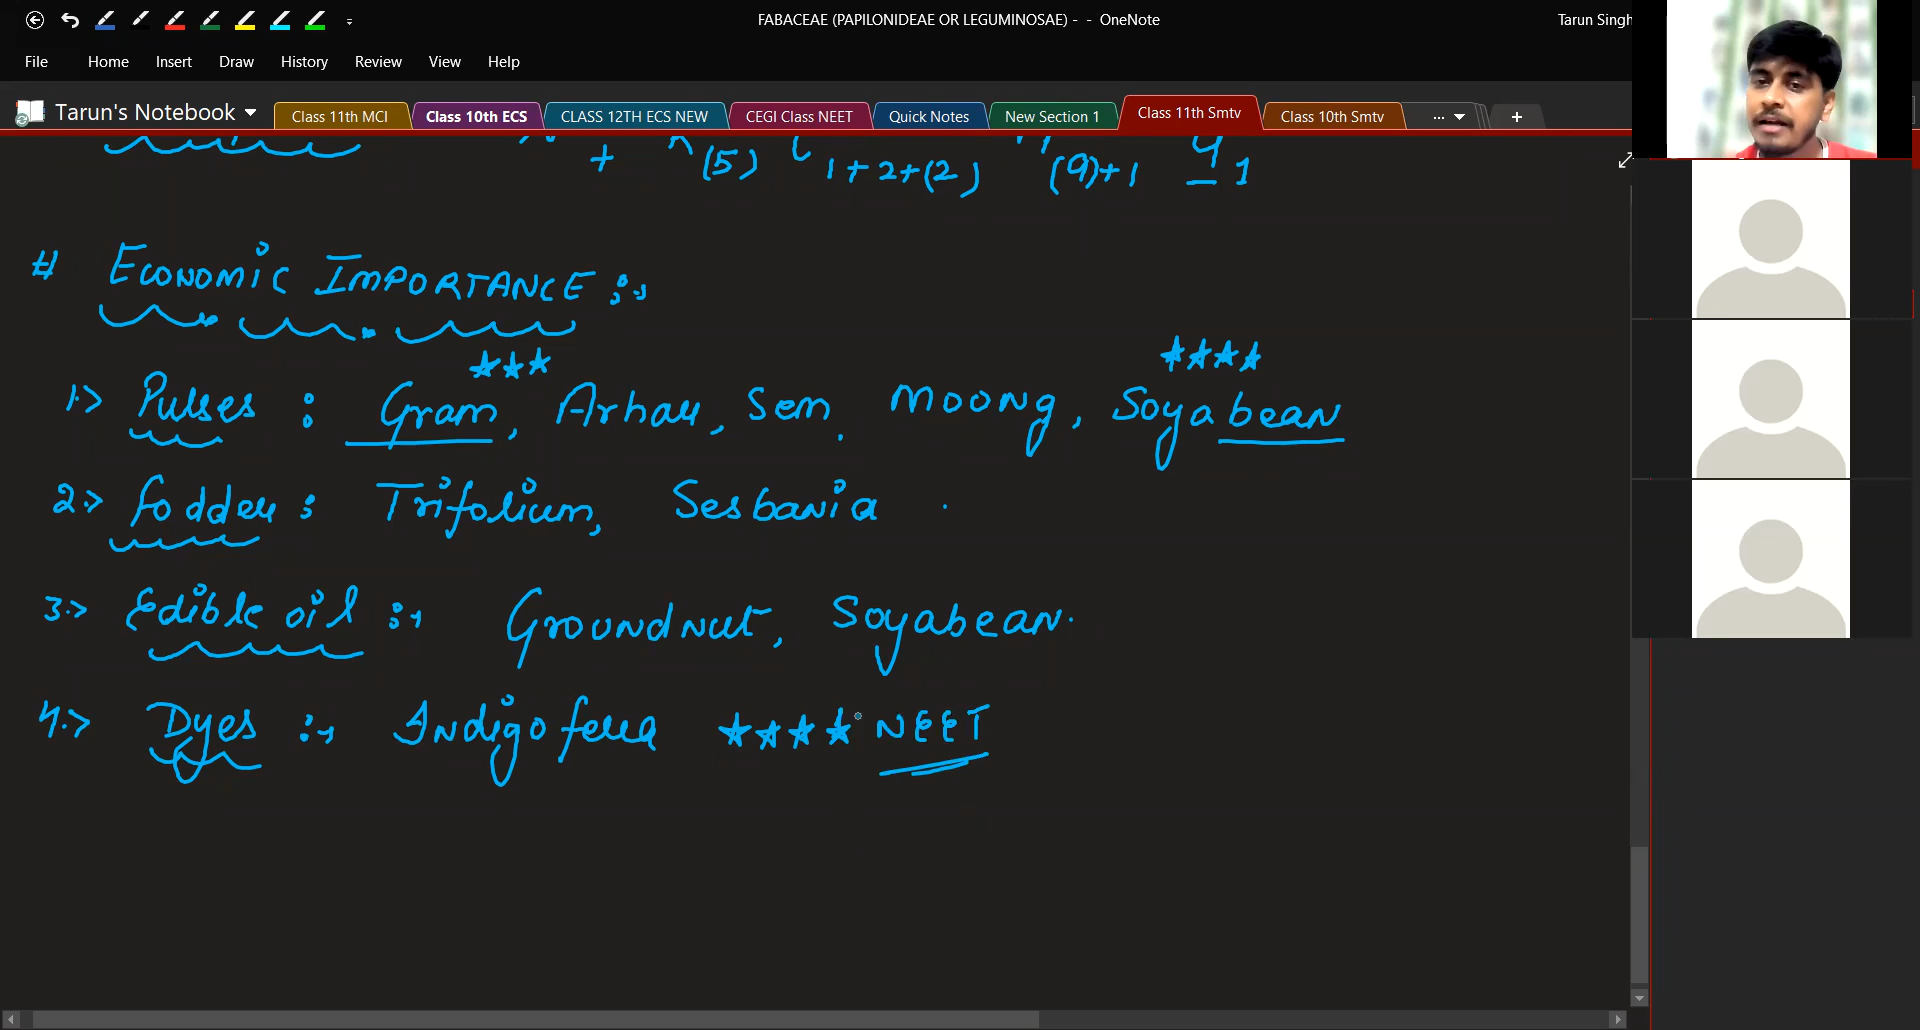 FABACEAE (PAPILONIDEAE OR LEGUMINOSAE) - - OneNote
Tarun Singh
File Home Insert Draw History Review View Help
Tarun's Notebook
Class 11th MCI Class 10th ECS CLASS 12TH ECS NEW CEGI Class NEET Quick Notes New Section 1 Class 11th Smtv Class 10th Smtv ... +
+ (5) 1+2+(2) (9)+1 1
# ECONOMIC IMPORTANCE :-
1.> Pulses : Gram, Arhar, Sem, Moong, Soyabean
2.> fodder : Trifolium, Sesbania .
3.> Edible oil :- Groundnut, Soyabean.
4.> Dyes :- Indigofera ★★★★ NEET